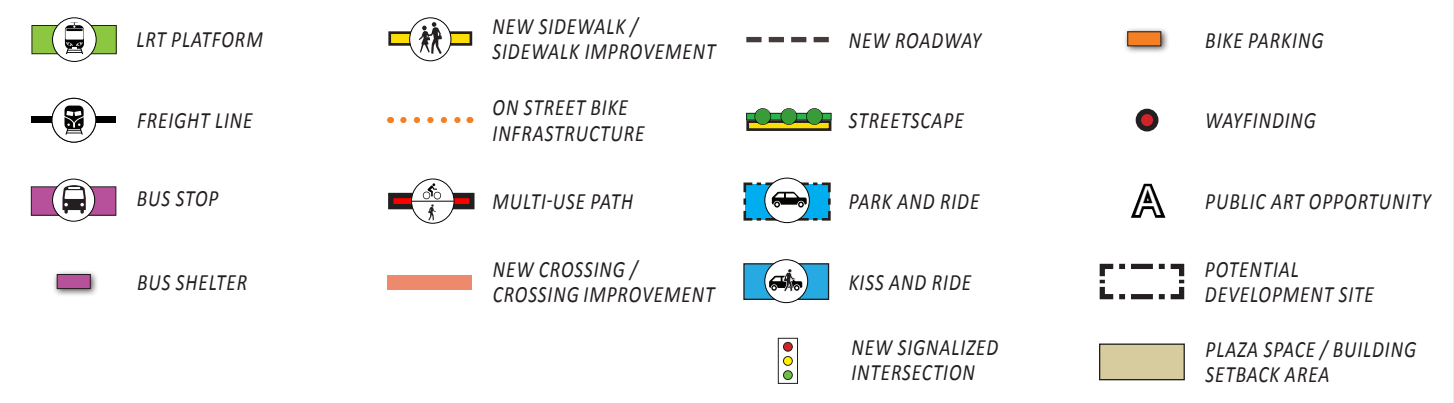 LRT PLATFORM
FREIGHT LINE
BUS STOP
BUS SHELTER
NEW SIDEWALK /
SIDEWALK IMPROVEMENT
ON STREET BIKE
INFRASTRUCTURE
MULTI-USE PATH
NEW CROSSING /
CROSSING IMPROVEMENT
NEW ROADWAY
STREETSCAPE
PARK AND RIDE
KISS AND RIDE
NEW SIGNALIZED
INTERSECTION
BIKE PARKING
WAYFINDING
A
PUBLIC ART OPPORTUNITY
POTENTIAL
DEVELOPMENT SITE
PLAZA SPACE / BUILDING
SETBACK AREA